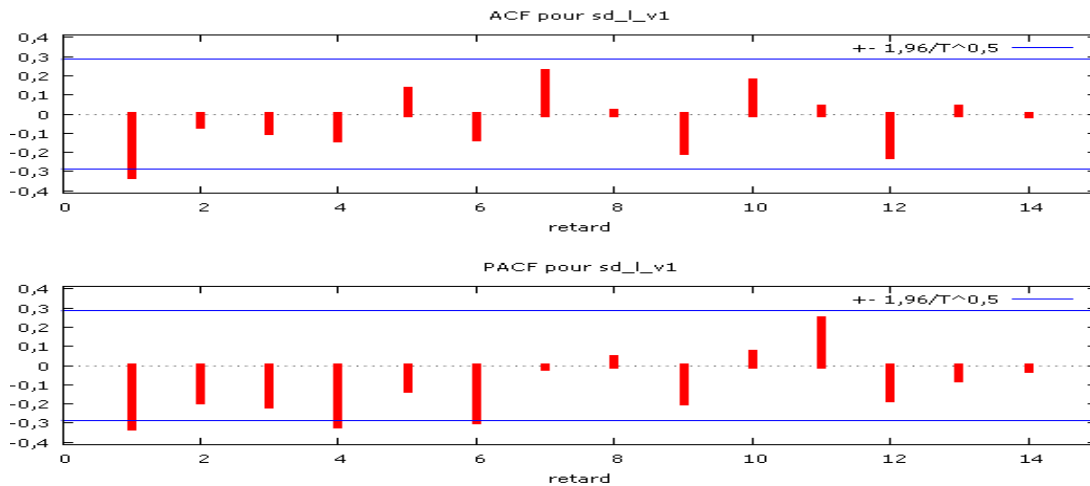 ACF pour sd_l_v1
0,4
0,3
0,2
0,1
0
-0,1
-0,2
-0,3
-0,4
+- 1,96/T^0,5
0 2 4 6 8 10 12 14
retard
PACF pour sd_l_v1
0,4
0,3
0,2
0,1
0
-0,1
-0,2
-0,3
-0,4
+- 1,96/T^0,5
0 2 4 6 8 10 12 14
retard